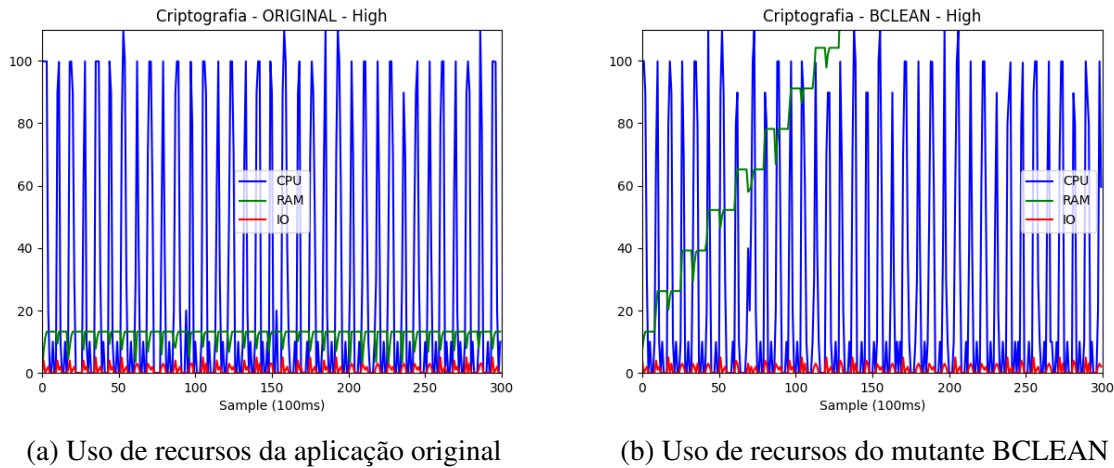 Criptografia - ORIGINAL - High
100
80
60
40
20
0
CPU
RAM
IO
0 50 100 150 200 250 300
Sample (100ms)
(a) Uso de recursos da aplicação original
Criptografia - BCLEAN - High
100
80
60
40
20
0
CPU
RAM
IO
0 50 100 150 200 250 300
Sample (100ms)
(b) Uso de recursos do mutante BCLEAN